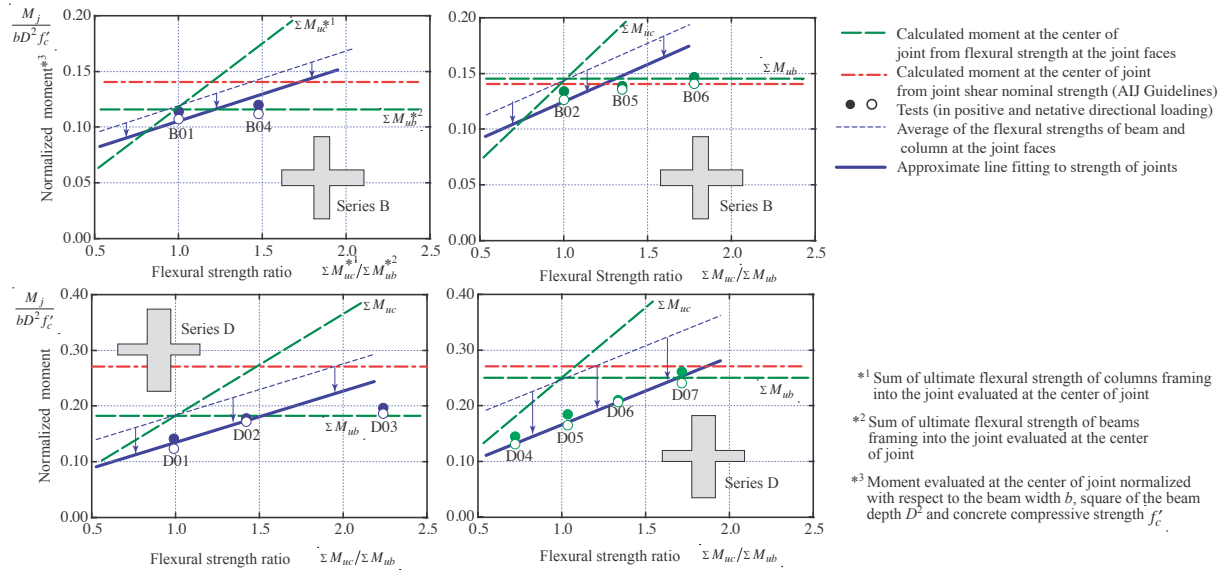 M_j
bD²f′_c
Normalized moment*³
0.20
0.15
0.10
0.05
0.00
0.5
1.0
1.5
2.0
2.5
ΣM_uc*¹
ΣM_ub*²
B01
B04
Series B
Flexural strength ratio ΣM_uc*¹/ΣM_ub*²
0.20
0.15
0.10
0.05
0.00
0.5
1.0
1.5
2.0
2.5
ΣM_uc
ΣM_ub
B02
B05
B06
Series B
Flexural Strength ratio ΣM_uc/ΣM_ub
Calculated moment at the center of
joint from flexural strength at the joint faces
Calculated moment at the center of joint
from joint shear nominal strength (AIJ Guidelines)
Tests (in positive and netative directional loading)
Average of the flexural strengths of beam and
column at the joint faces
Approximate line fitting to strength of joints
M_j
bD²f′_c
Normalized moment
0.40
0.30
0.20
0.10
0.00
0.5
1.0
1.5
2.0
2.5
Series D
ΣM_uc
ΣM_ub
D01
D02
D03
Flexural strength ratio ΣM_uc/ΣM_ub
0.40
0.30
0.20
0.10
0.00
0.5
1.0
1.5
2.0
2.5
ΣM_uc
ΣM_ub
D04
D05
D06
D07
Series D
Flexural strength ratio ΣM_uc/ΣM_ub
*¹ Sum of ultimate flexural strength of columns framing
into the joint evaluated at the center of joint
*² Sum of ultimate flexural strength of beams
framing into the joint evaluated at the center
of joint
*³ Moment evaluated at the center of joint normalized
with respect to the beam width b, square of the beam
depth D² and concrete compressive strength f′_c